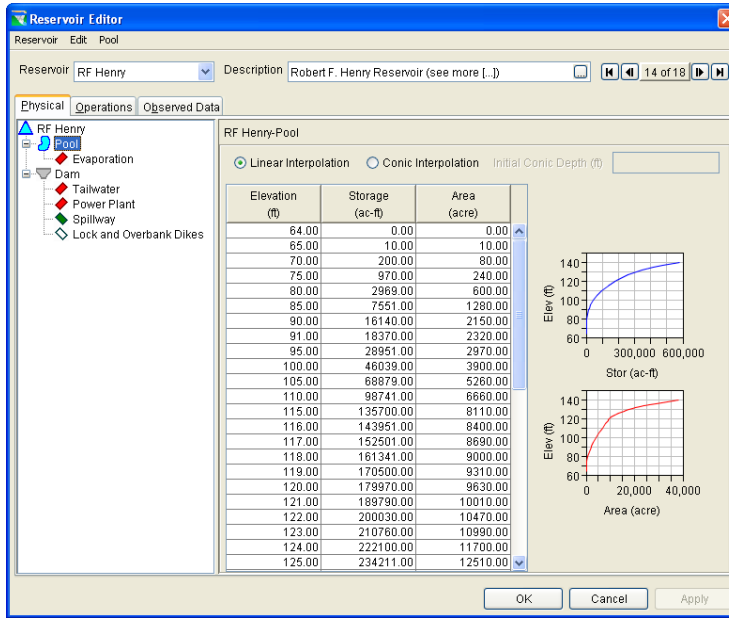 Reservoir Editor
Reservoir Edit Pool
Reservoir RF Henry Description Robert F. Henry Reservoir (see more [...]) ... 14 of 18
Physical Operations Observed Data
RF Henry
Pool
Evaporation
Dam
Tailwater
Power Plant
Spillway
Lock and Overbank Dikes
RF Henry-Pool
Linear Interpolation Conic Interpolation Initial Conic Depth (ft)
Elevation Storage Area
(ft) (ac-ft) (acre)
64.00 0.00 0.00
65.00 10.00 10.00
70.00 200.00 80.00
75.00 970.00 240.00
80.00 2969.00 600.00
85.00 7551.00 1280.00
90.00 16140.00 2150.00
91.00 18370.00 2320.00
95.00 28951.00 2970.00
100.00 46039.00 3900.00
105.00 68879.00 5260.00
110.00 98741.00 6660.00
115.00 135700.00 8110.00
116.00 143951.00 8400.00
117.00 152501.00 8690.00
118.00 161341.00 9000.00
119.00 170500.00 9310.00
120.00 179970.00 9630.00
121.00 189790.00 10010.00
122.00 200030.00 10470.00
123.00 210760.00 10990.00
124.00 222100.00 11700.00
125.00 234211.00 12510.00
140
120
100
80
60
Elev (ft)
0 300,000 600,000
Stor (ac-ft)
140
120
100
80
60
Elev (ft)
0 20,000 40,000
Area (acre)
OK Cancel Apply